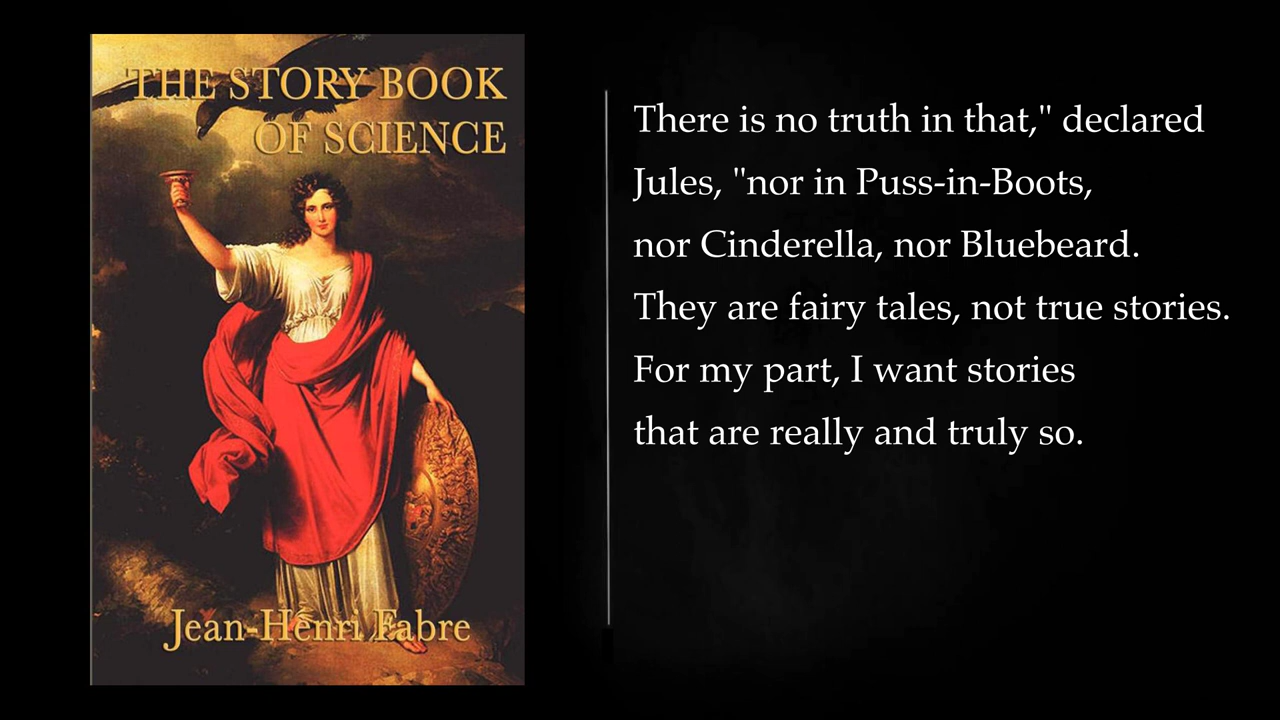 THE STORY BOOK
OF SCIENCE
Jean-Henri Fabre
There is no truth in that," declared
Jules, "nor in Puss-in-Boots,
nor Cinderella, nor Bluebeard.
They are fairy tales, not true stories.
For my part, I want stories
that are really and truly so.